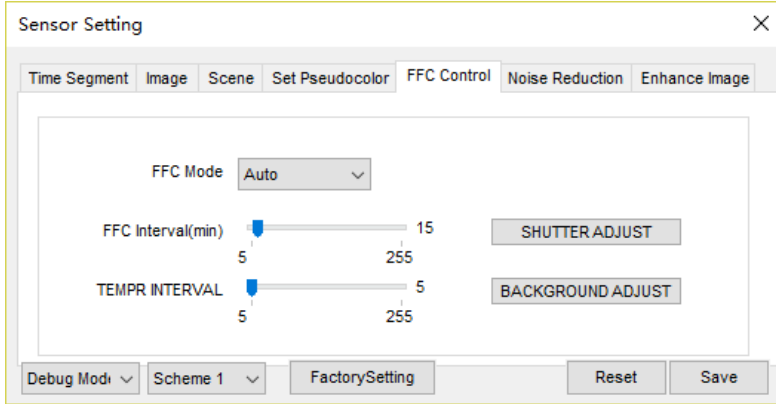 Sensor Setting
Time Segment Image Scene Set Pseudocolor FFC Control Noise Reduction Enhance Image
FFC Mode Auto
FFC Interval(min) 15 SHUTTER ADJUST
5 255
TEMPR INTERVAL 5 BACKGROUND ADJUST
5 255
Debug Mod Scheme 1 FactorySetting Reset Save